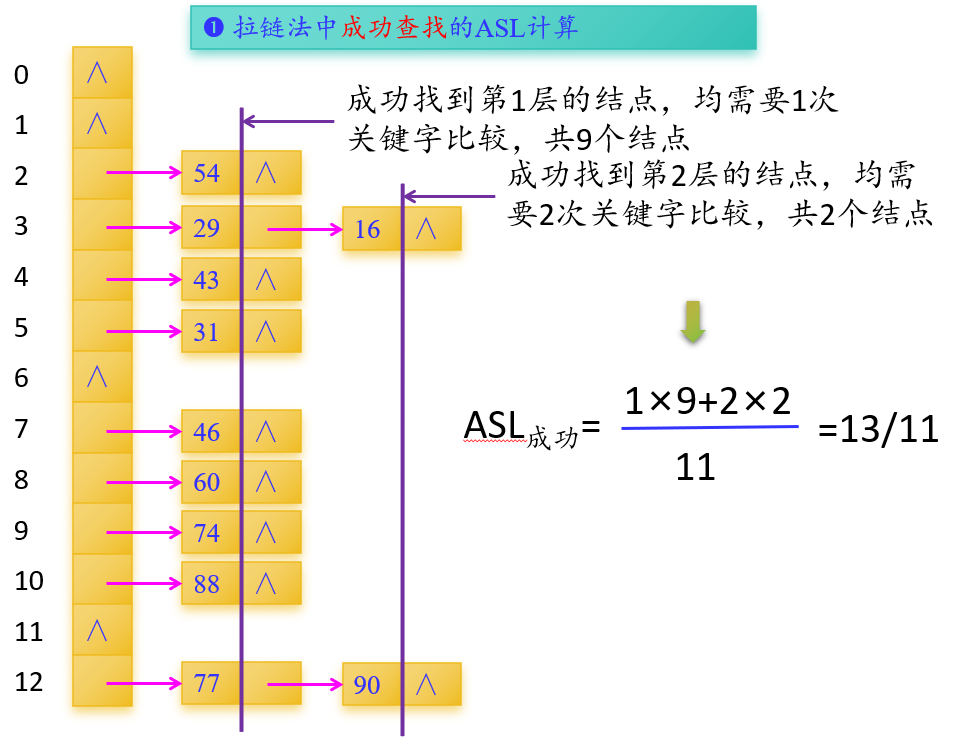 ❶ 拉链法中成功查找的ASL计算
0 ∧
成功找到第1层的结点，均需要1次
关键字比较，共9个结点
1 ∧
2 54 ∧
成功找到第2层的结点，均需
要2次关键字比较，共2个结点
3 29 16 ∧
4 43 ∧
5 31 ∧
6 ∧
7 46 ∧
8 60 ∧
9 74 ∧
10 88 ∧
11 ∧
12 77 90 ∧
1×9+2×2
ASL成功= =13/11
11